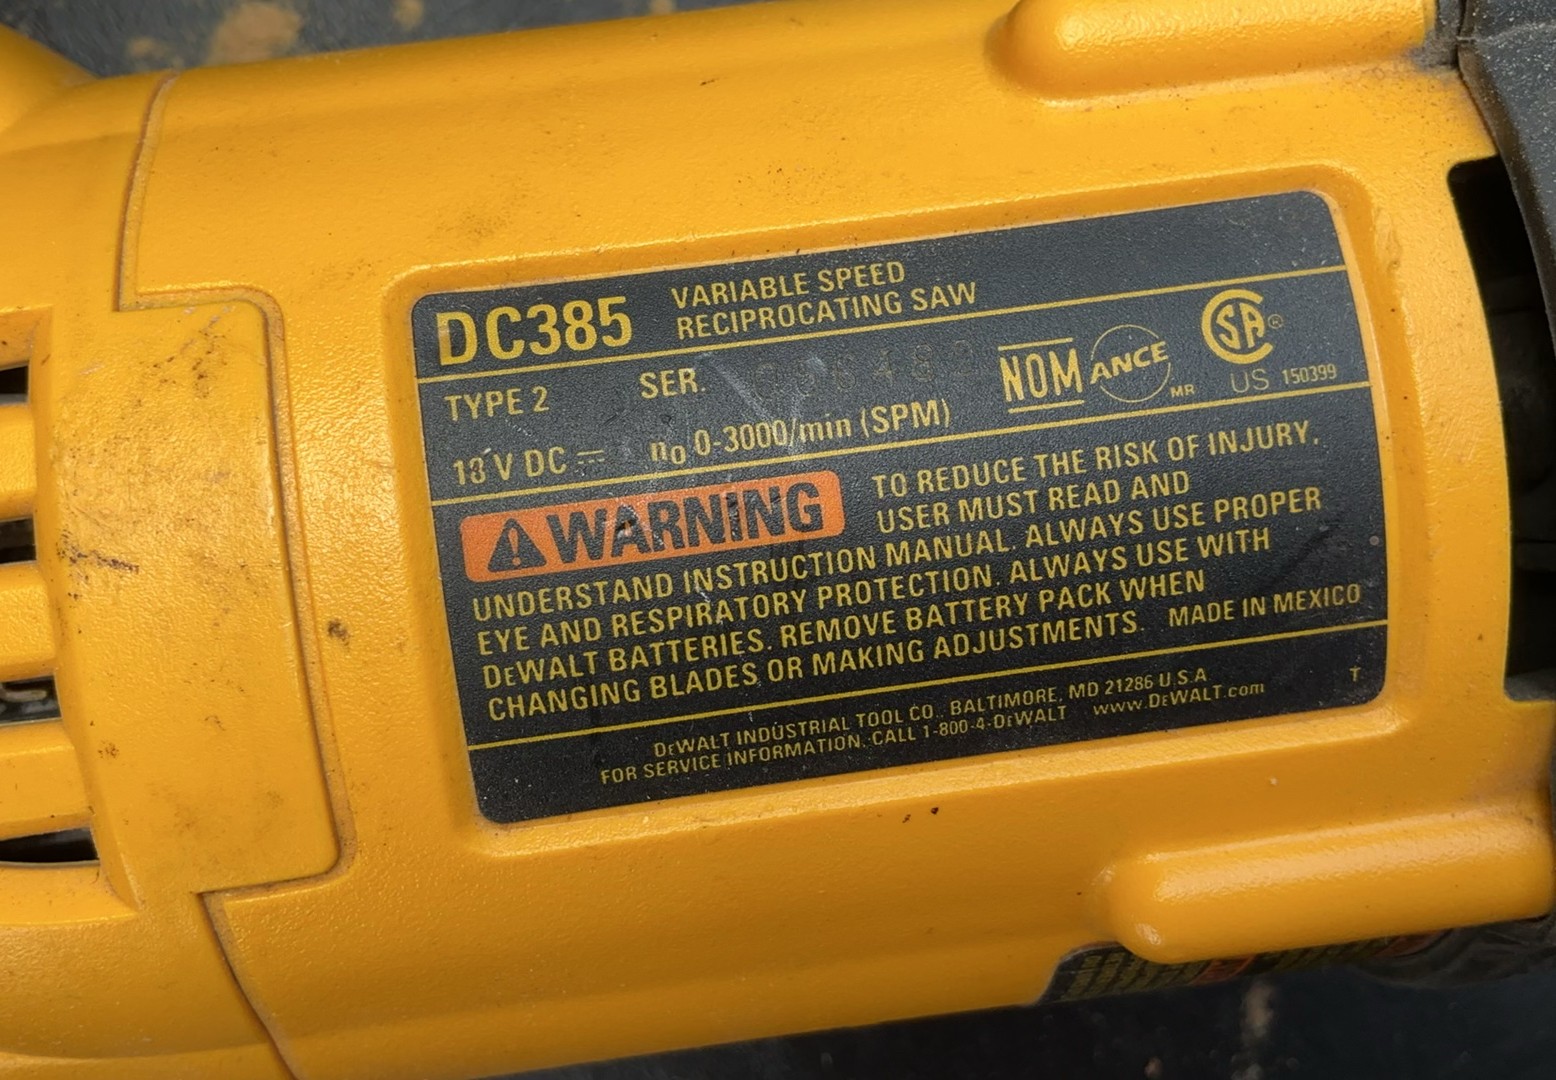 DC385 VARIABLE SPEED
RECIPROCATING SAW
TYPE 2 SER.
NOM ANCE MR CSA ® US 150399
18 V DC ⎓ no 0-3000/min (SPM)
⚠WARNING TO REDUCE THE RISK OF INJURY,
USER MUST READ AND
UNDERSTAND INSTRUCTION MANUAL. ALWAYS USE PROPER
EYE AND RESPIRATORY PROTECTION. ALWAYS USE WITH
DEWALT BATTERIES. REMOVE BATTERY PACK WHEN
CHANGING BLADES OR MAKING ADJUSTMENTS. MADE IN MEXICO
DEWALT INDUSTRIAL TOOL CO., BALTIMORE, MD 21286 U.S.A T
FOR SERVICE INFORMATION, CALL 1-800-4-DEWALT www.DEWALT.com